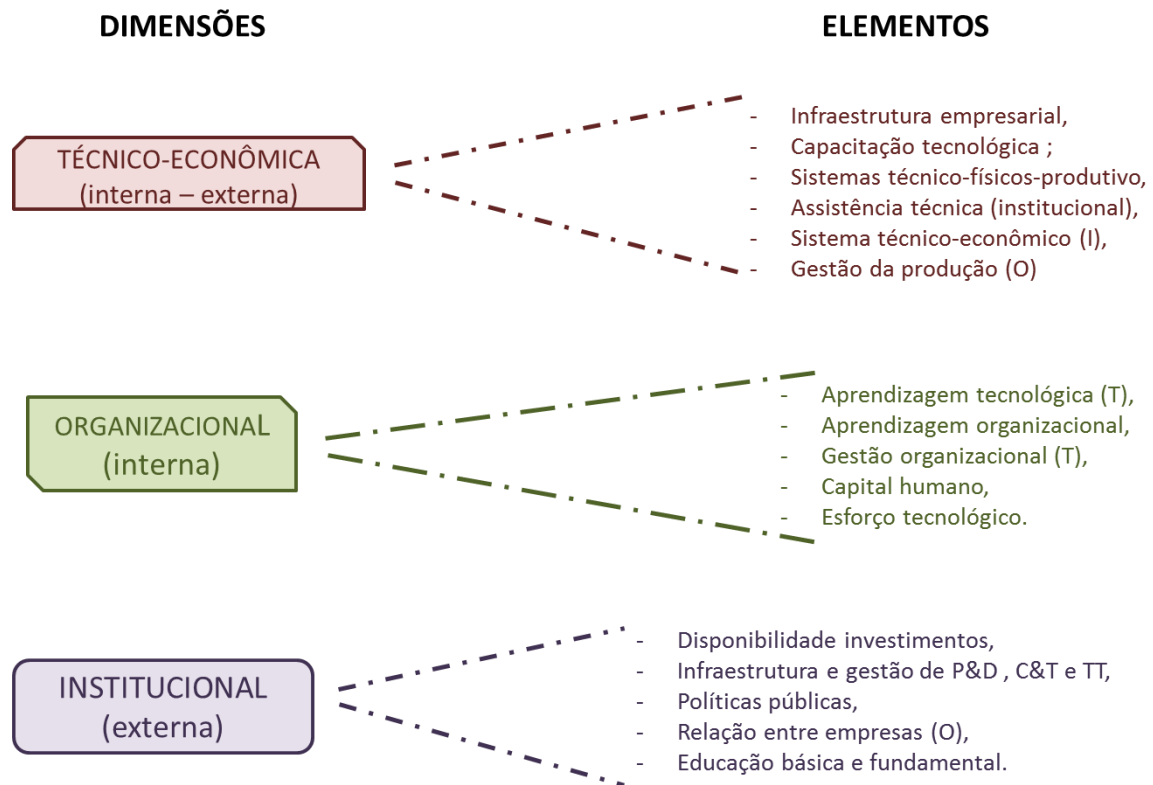 DIMENSÕES
ELEMENTOS
TÉCNICO-ECONÔMICA
(interna – externa)
- Infraestrutura empresarial,
- Capacitação tecnológica ;
- Sistemas técnico-físicos-produtivo,
- Assistência técnica (institucional),
- Sistema técnico-econômico (I),
- Gestão da produção (O)
ORGANIZACIONAL
(interna)
- Aprendizagem tecnológica (T),
- Aprendizagem organizacional,
- Gestão organizacional (T),
- Capital humano,
- Esforço tecnológico.
INSTITUCIONAL
(externa)
- Disponibilidade investimentos,
- Infraestrutura e gestão de P&D , C&T e TT,
- Políticas públicas,
- Relação entre empresas (O),
- Educação básica e fundamental.